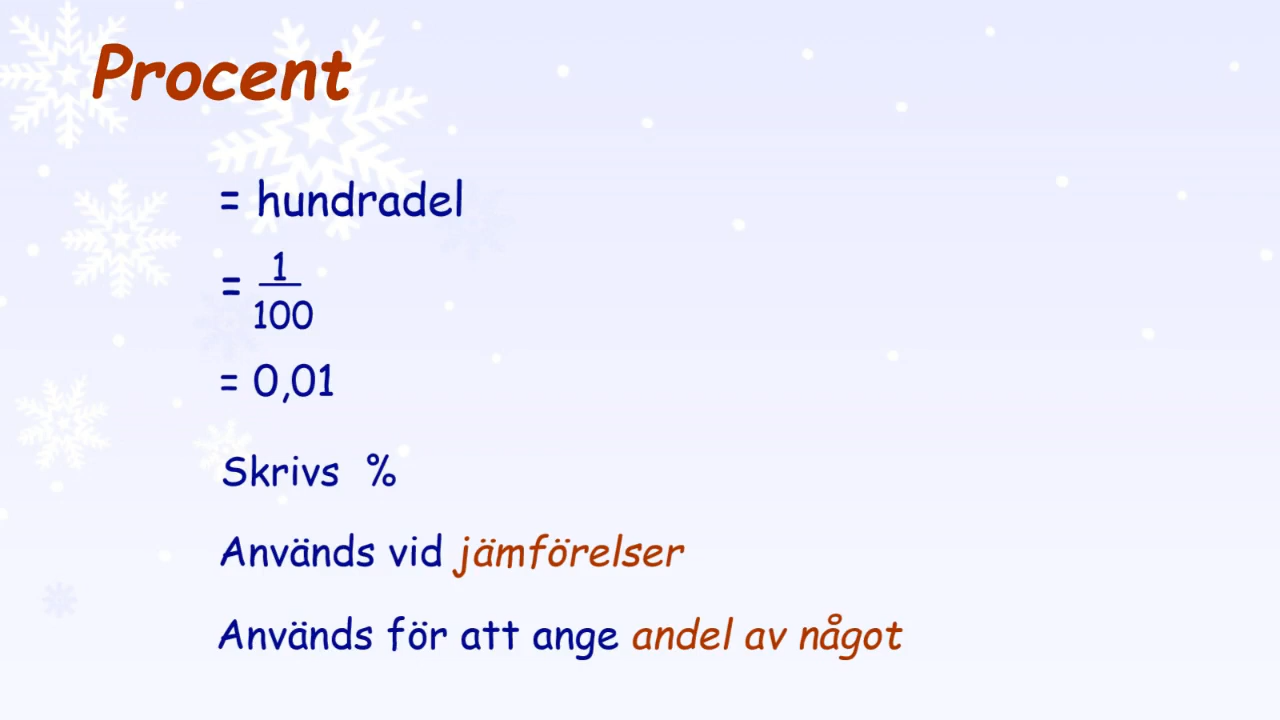 Procent
= hundradel
= 1/100
= 0,01
Skrivs %
Används vid jämförelser
Används för att ange andel av något